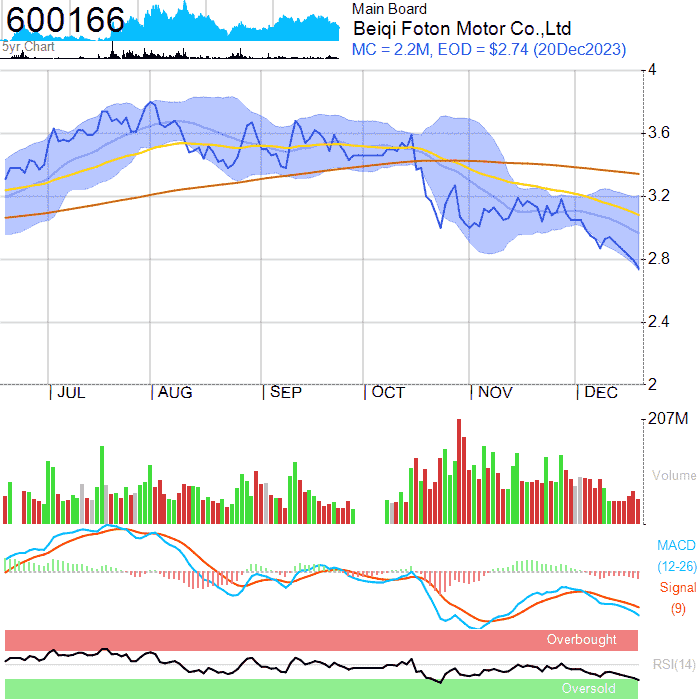 600166
5yr Chart
Main Board
Beiqi Foton Motor Co.,Ltd
MC = 2.2M, EOD = $2.74 (20Dec2023)
4
3.6
3.2
2.8
2.4
2
| JUL | AUG | SEP | OCT | NOV | DEC
207M
Volume
MACD
(12-26)
Signal
(9)
Overbought
RSI(14)
Oversold